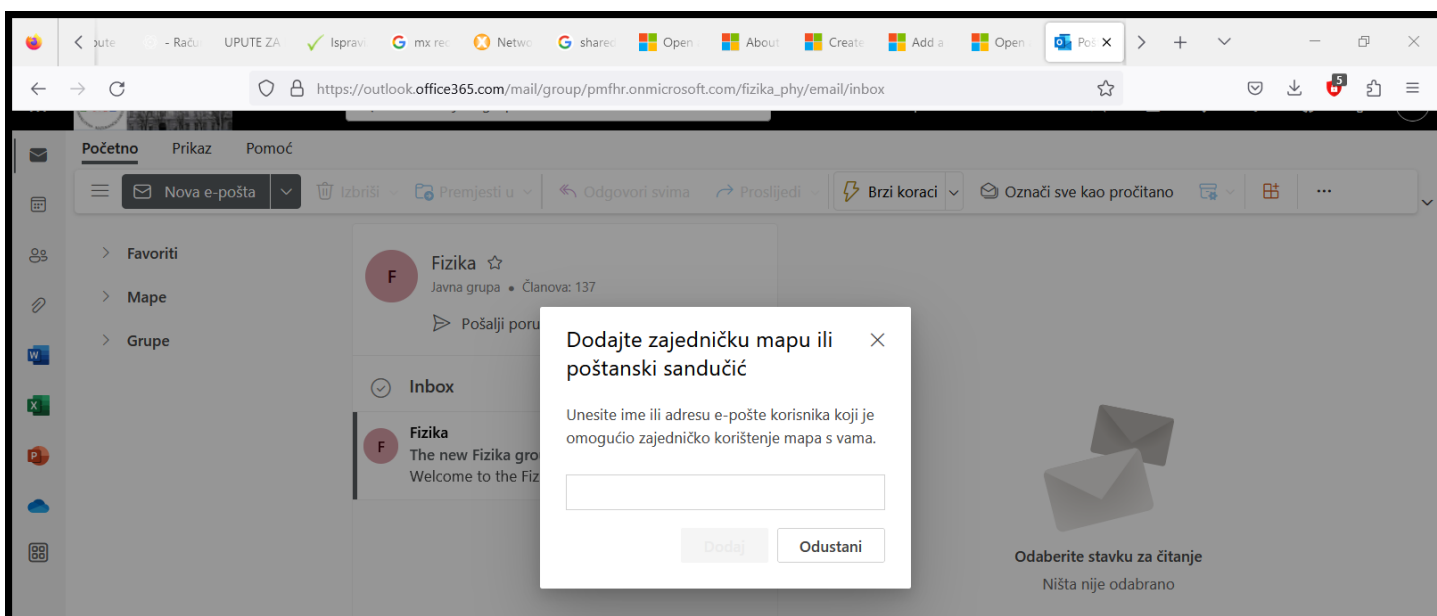 pute
- Raču
UPUTE ZA
Isprav
mx rec
Netwo
shared
Open
About
Create
Add a
Open
Poš
https://outlook.office365.com/mail/group/pmfhr.onmicrosoft.com/fizika_phy/email/inbox
5
Početno Prikaz Pomoć
Nova e-pošta
Izbriši
Premjesti u
Odgovori svima
Proslijedi
Brzi koraci
Označi sve kao pročitano
Favoriti
Mape
Grupe
F
Fizika
Javna grupa • Članova: 137
Pošalji poru
Inbox
F
Fizika
The new Fizika gro
Welcome to the Fiz
Dodajte zajedničku mapu ili
poštanski sandučić
Unesite ime ili adresu e-pošte korisnika koji je
omogućio zajedničko korištenje mapa s vama.
Dodaj
Odustani
Odaberite stavku za čitanje
Ništa nije odabrano